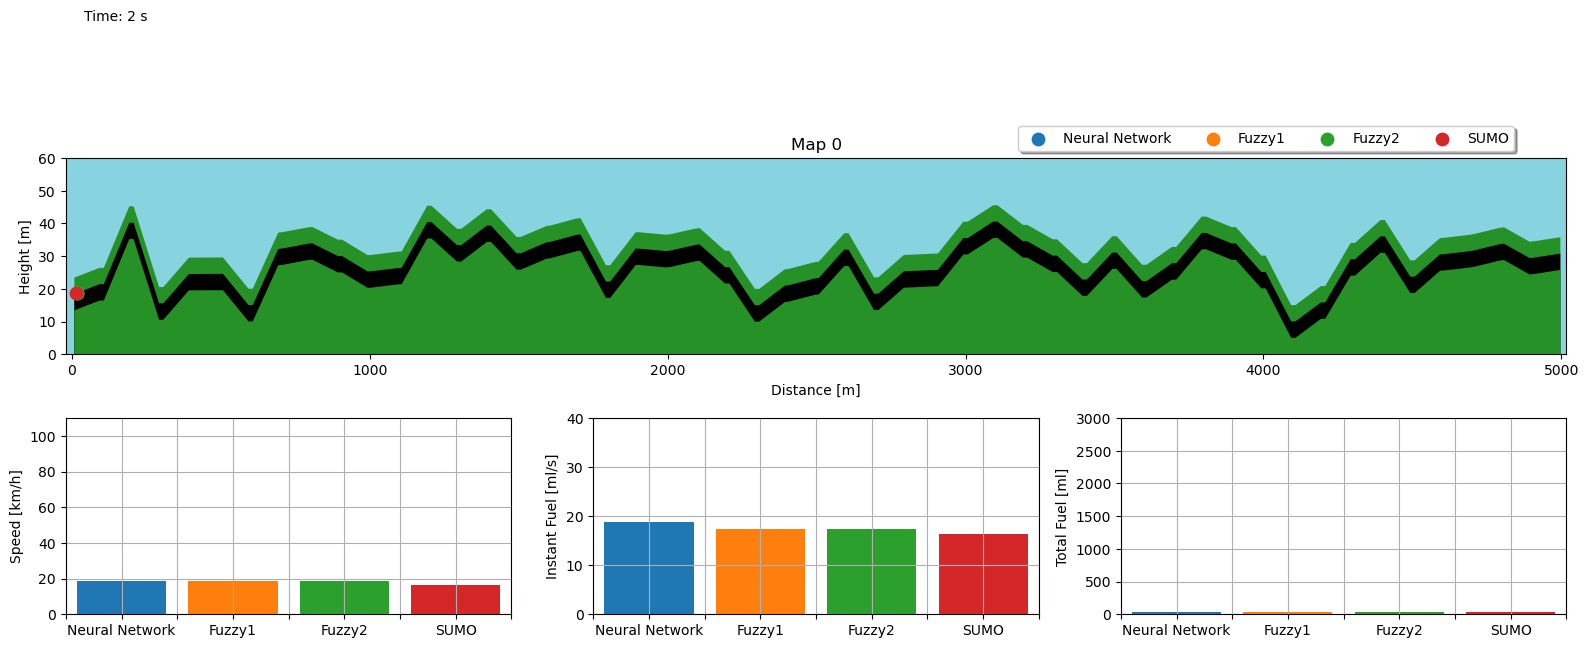 Time: 2 s
Map 0
Neural Network Fuzzy1 Fuzzy2 SUMO
Height [m]
60
50
40
30
20
10
0
0 1000 2000 3000 4000 5000
Distance [m]
Speed [km/h]
100
80
60
40
20
0
Neural Network Fuzzy1 Fuzzy2 SUMO
Instant Fuel [ml/s]
40
30
20
10
0
Neural Network Fuzzy1 Fuzzy2 SUMO
Total Fuel [ml]
3000
2500
2000
1500
1000
500
0
Neural Network Fuzzy1 Fuzzy2 SUMO